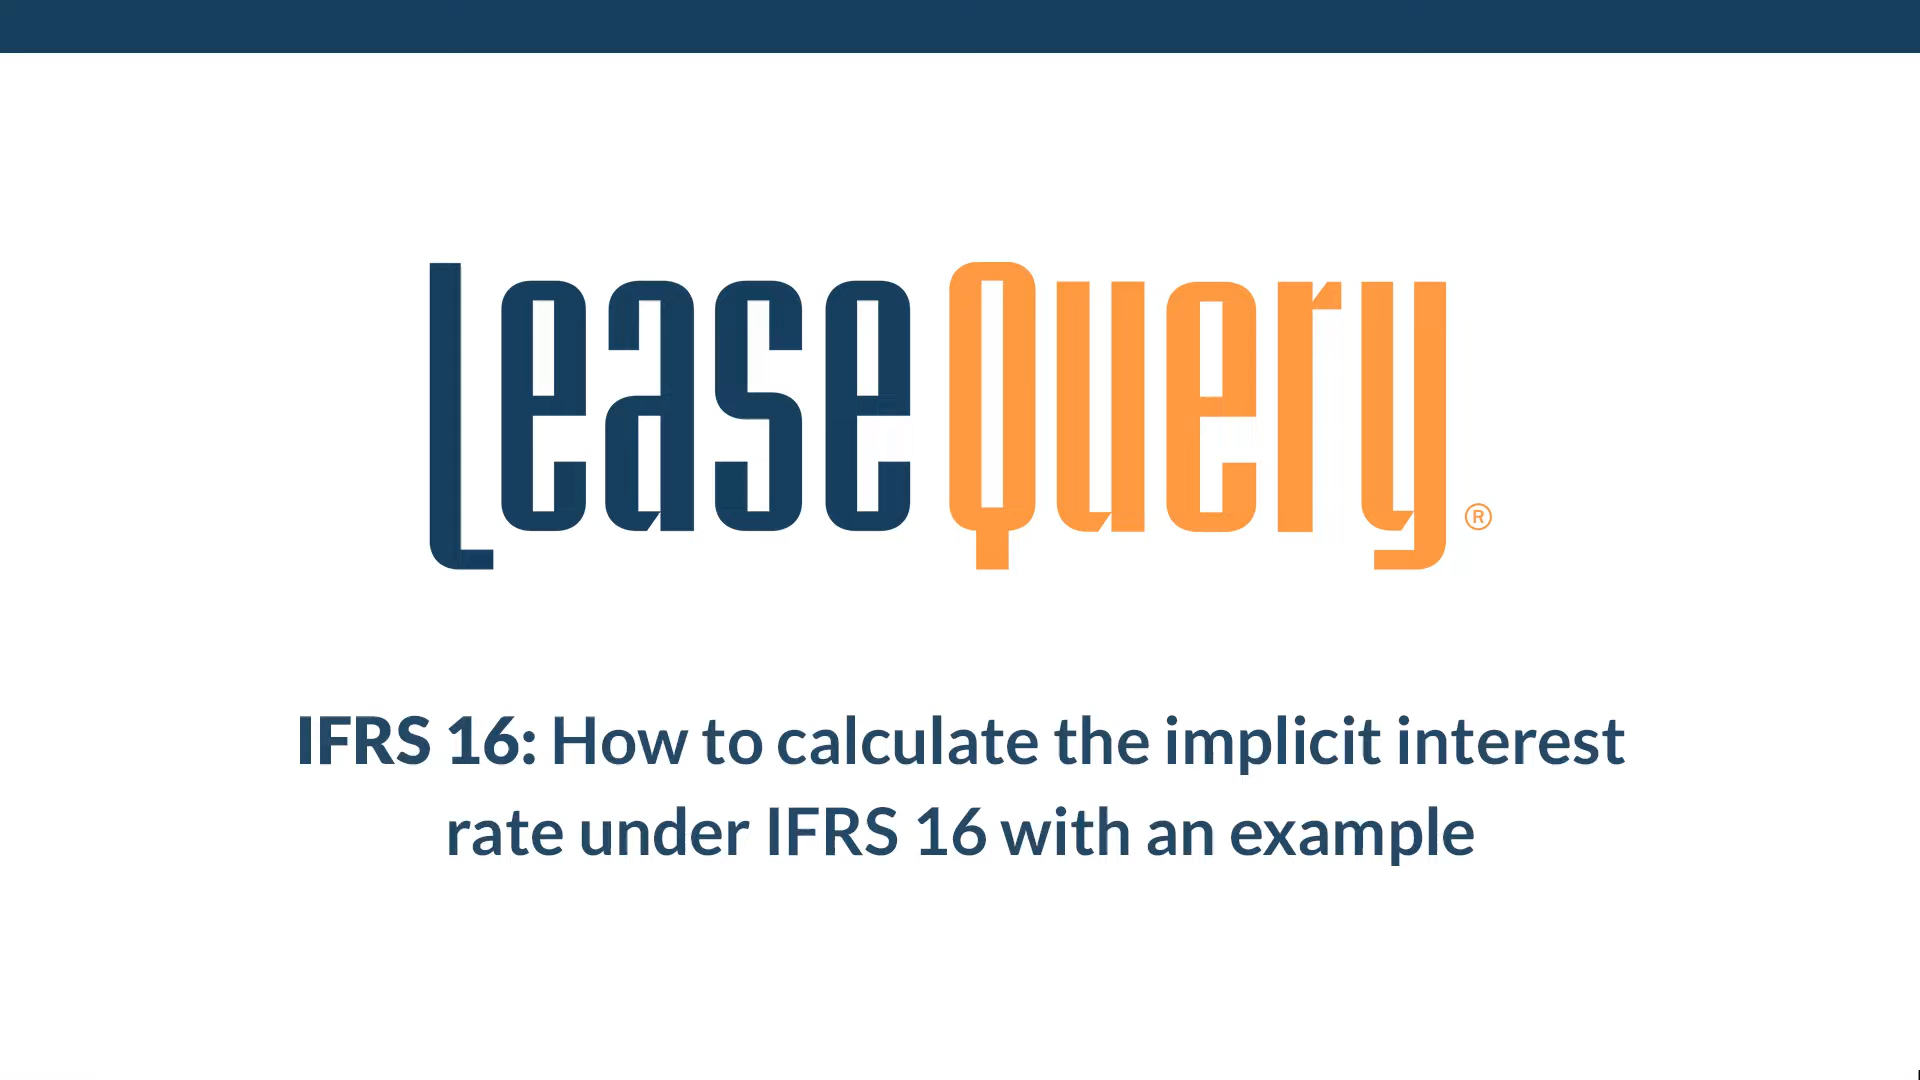 LeaseQuery®
IFRS 16: How to calculate the implicit interest
rate under IFRS 16 with an example